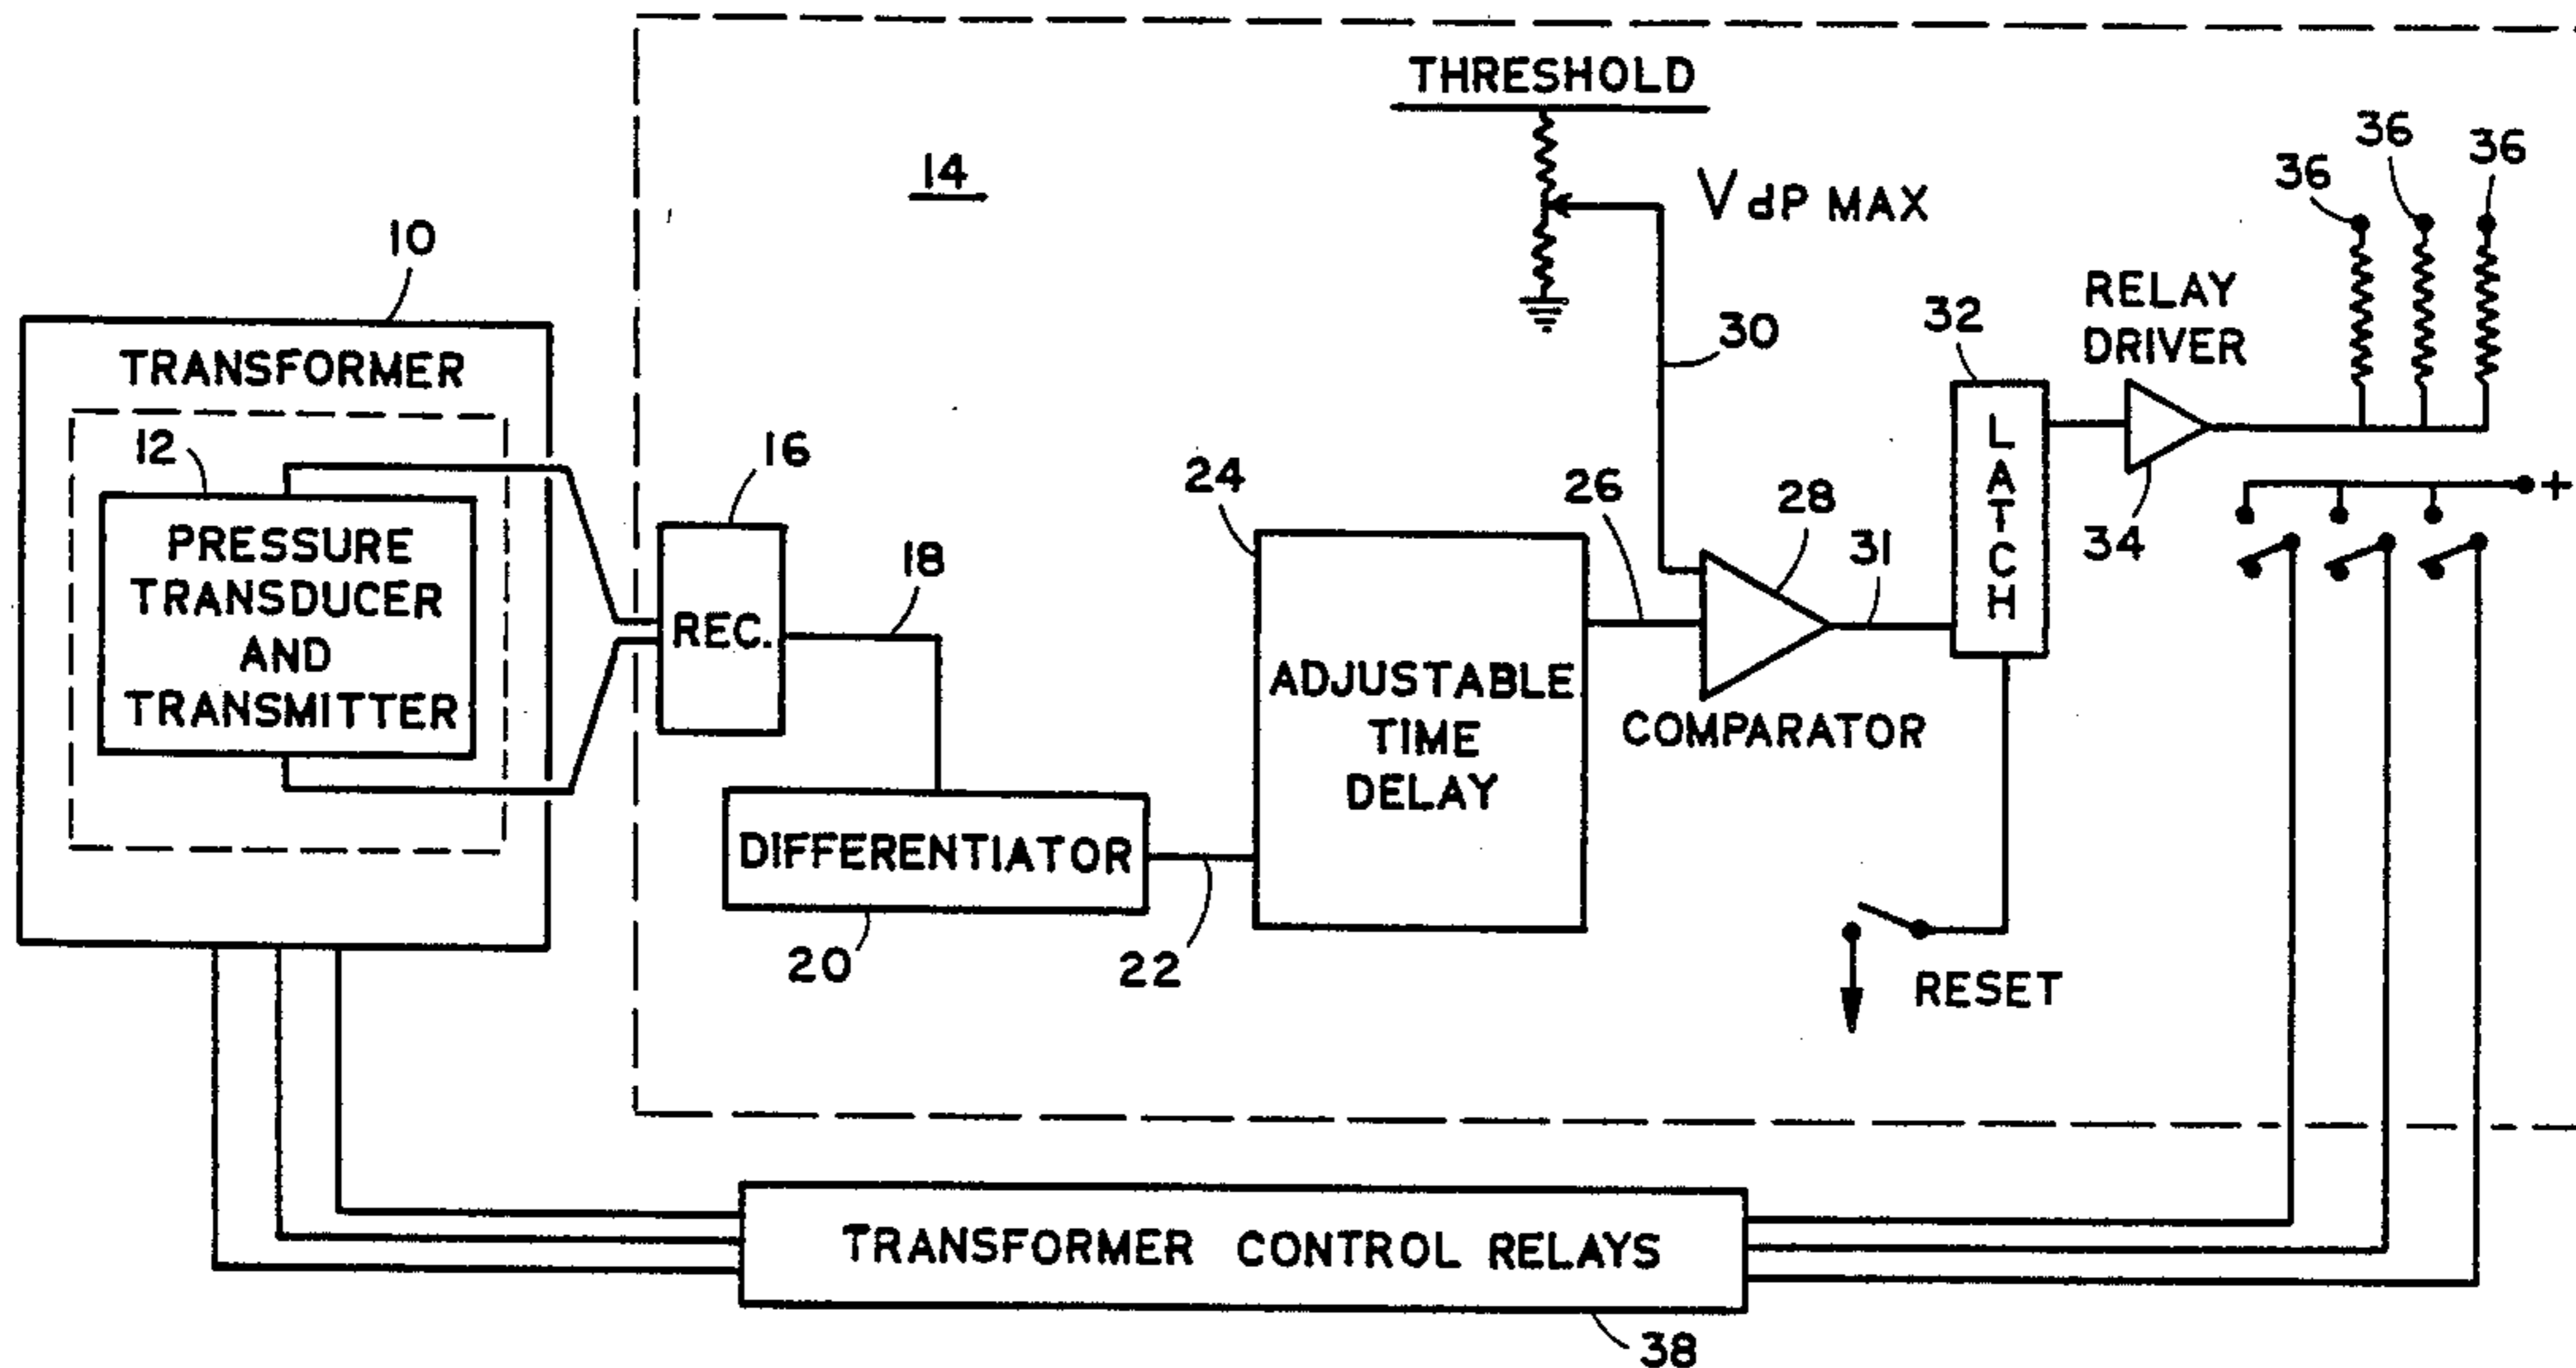 THRESHOLD
14
V dP MAX
36
36
36
10
TRANSFORMER
30
32
RELAY
DRIVER
12
PRESSURE
TRANSDUCER
AND
TRANSMITTER
16
REC.
18
24
ADJUSTABLE
TIME
DELAY
26
28
COMPARATOR
31
LATCH
34
+
DIFFERENTIATOR
20
22
RESET
TRANSFORMER CONTROL RELAYS
38